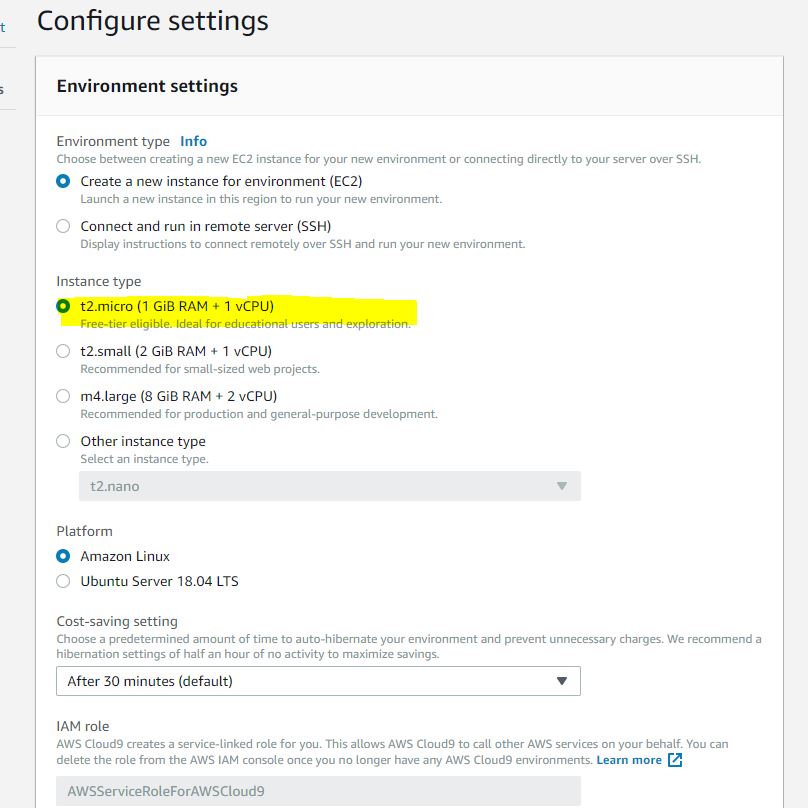 t
Configure settings
s
Environment settings
Environment type Info
Choose between creating a new EC2 instance for your new environment or connecting directly to your server over SSH.
Create a new instance for environment (EC2)
Launch a new instance in this region to run your new environment.
Connect and run in remote server (SSH)
Display instructions to connect remotely over SSH and run your new environment.
Instance type
t2.micro (1 GiB RAM + 1 vCPU)
Free-tier eligible. Ideal for educational users and exploration.
t2.small (2 GiB RAM + 1 vCPU)
Recommended for small-sized web projects.
m4.large (8 GiB RAM + 2 vCPU)
Recommended for production and general-purpose development.
Other instance type
Select an instance type.
t2.nano
Platform
Amazon Linux
Ubuntu Server 18.04 LTS
Cost-saving setting
Choose a predetermined amount of time to auto-hibernate your environment and prevent unnecessary charges. We recommend a
hibernation settings of half an hour of no activity to maximize savings.
After 30 minutes (default)
IAM role
AWS Cloud9 creates a service-linked role for you. This allows AWS Cloud9 to call other AWS services on your behalf. You can
delete the role from the AWS IAM console once you no longer have any AWS Cloud9 environments. Learn more
AWSServiceRoleForAWSCloud9